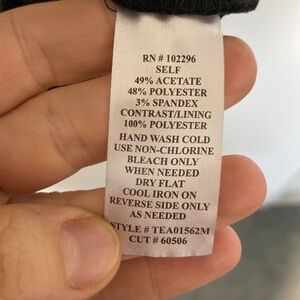 RN # 102296
SELF
49% ACETATE
48% POLYESTER
3% SPANDEX
CONTRAST/LINING
100% POLYESTER
HAND WASH COLD
USE NON-CHLORINE
BLEACH ONLY
WHEN NEEDED
DRY FLAT
COOL IRON ON
REVERSE SIDE ONLY
AS NEEDED
STYLE # TEA01562M
CUT # 60506